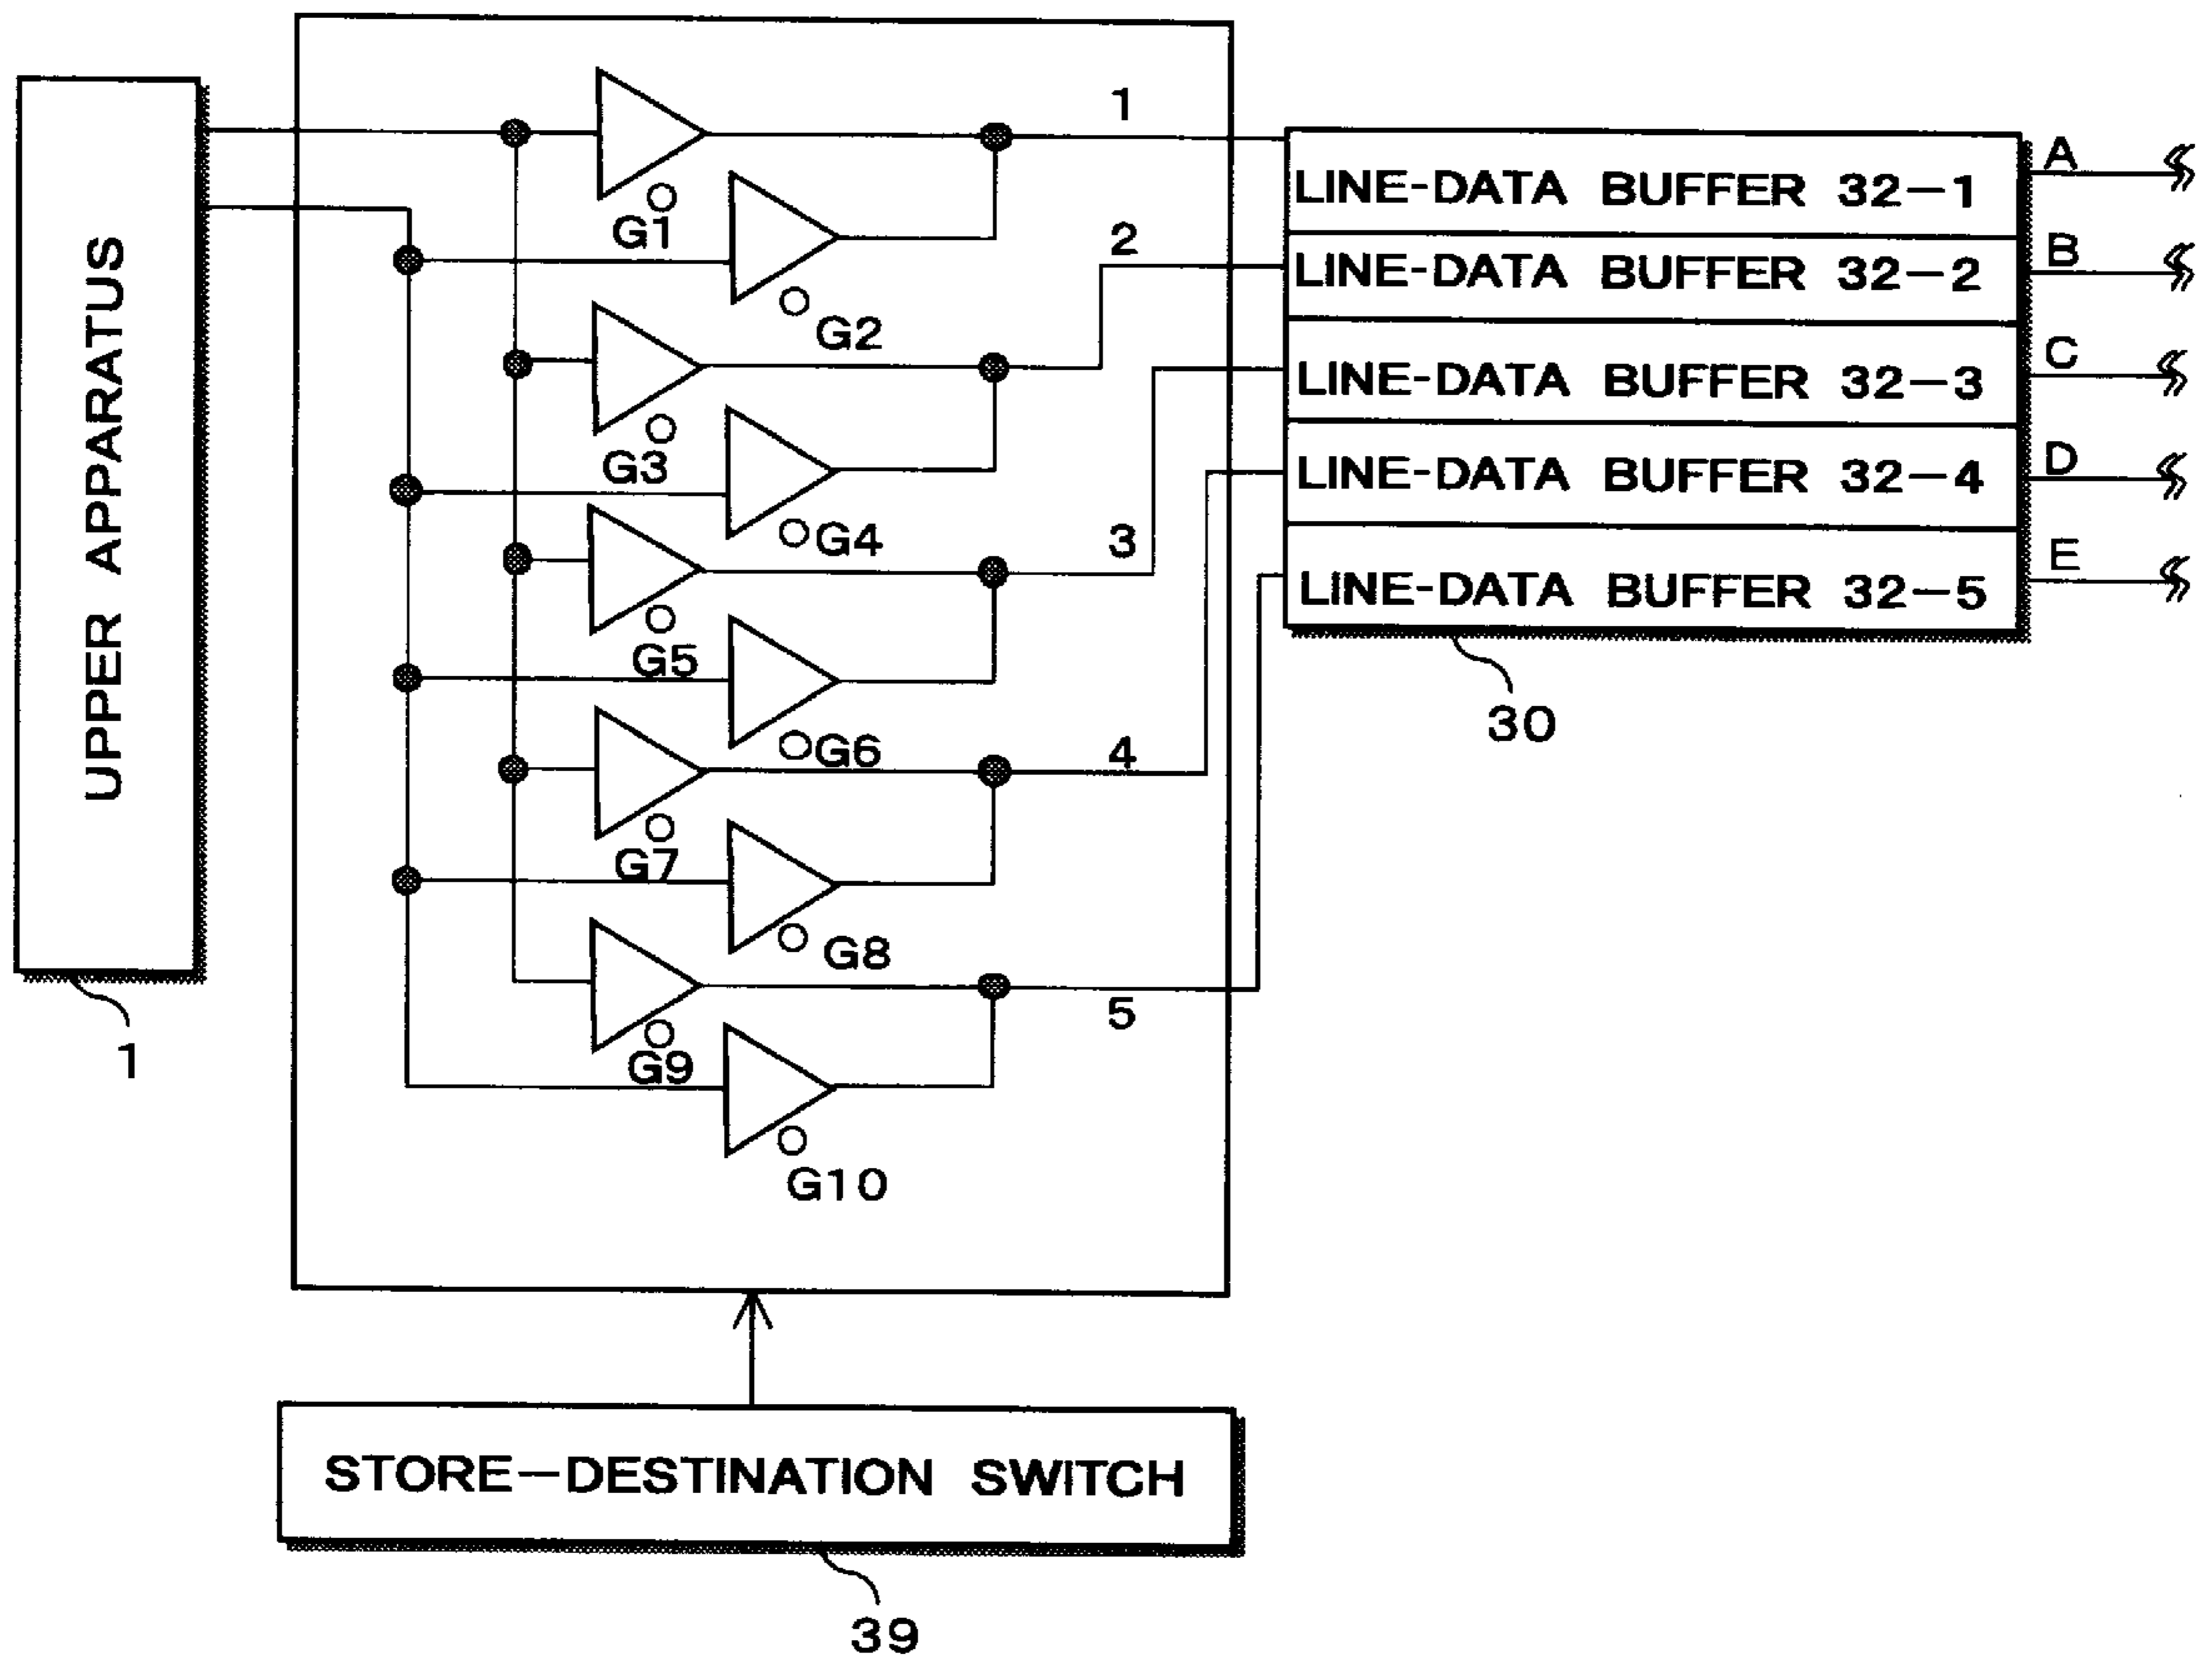 UPPER APPARATUS
1
G1
G2
G3
G4
G5
G6
G7
G8
G9
G10
1
2
3
4
5
LINE-DATA BUFFER 32-1
LINE-DATA BUFFER 32-2
LINE-DATA BUFFER 32-3
LINE-DATA BUFFER 32-4
LINE-DATA BUFFER 32-5
A
B
C
D
E
30
STORE-DESTINATION SWITCH
39